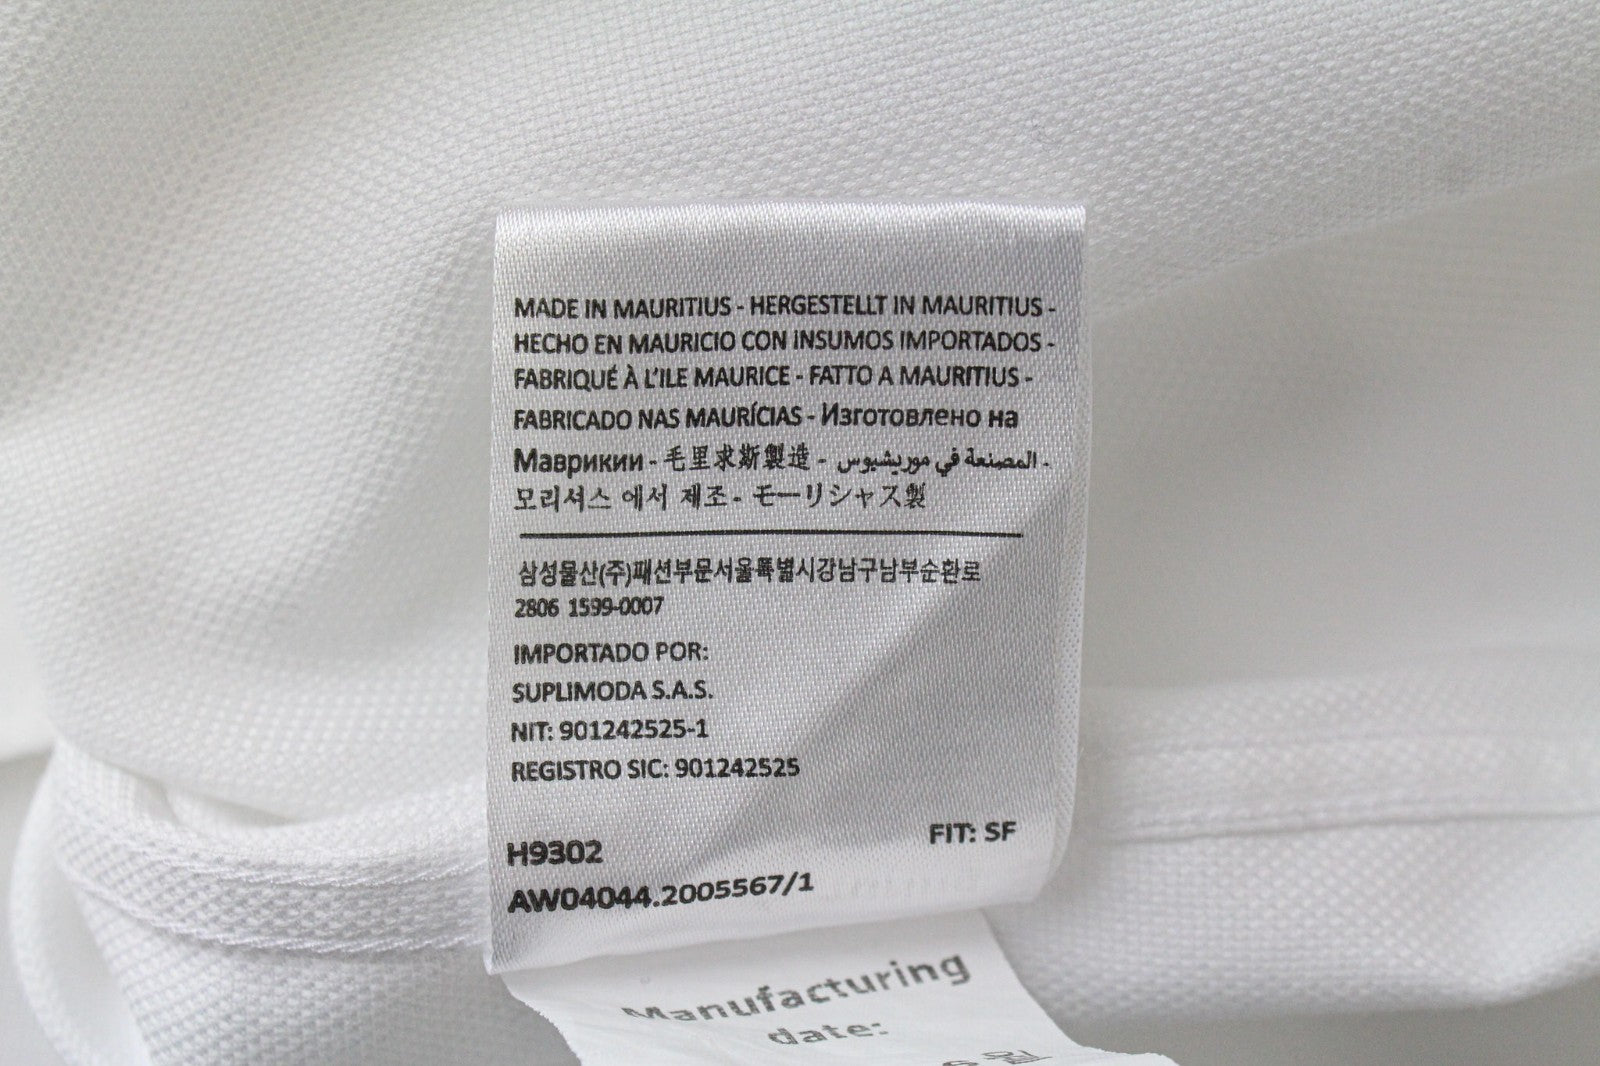 MADE IN MAURITIUS - HERGESTELLT IN MAURITIUS -
HECHO EN MAURICIO CON INSUMOS IMPORTADOS -
FABRIQUÉ À L'ILE MAURICE - FATTO A MAURITIUS -
FABRICADO NAS MAURÍCIAS - Изготовлено на
Маврикии - 毛里求斯製造 - المصنعة في موريشيوس -
모리셔스 에서 제조 - モーリシャス製
삼성물산(주)패션부문서울특별시강남구남부순환로
2806 1599-0007
IMPORTADO POR:
SUPLIMODA S.A.S.
NIT: 901242525-1
REGISTRO SIC: 901242525
FIT: SF
H9302
AW04044.2005567/1
Manufacturing
date:
6월